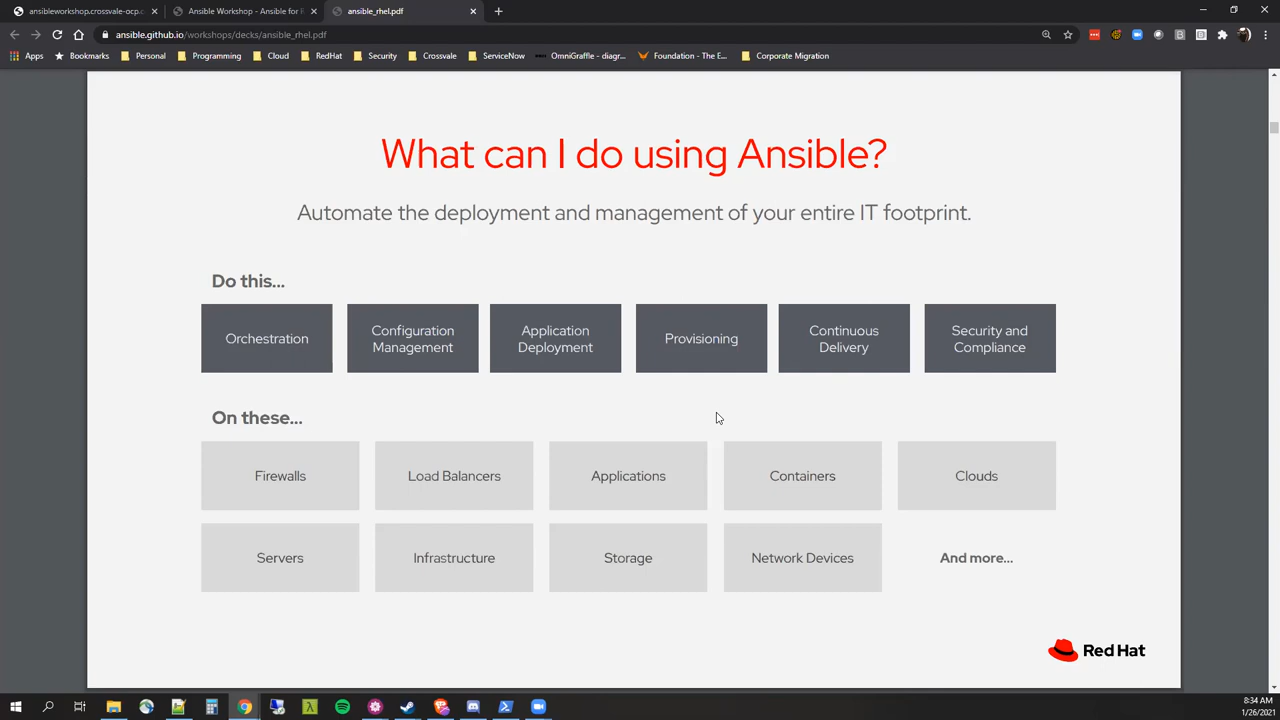 ansibleworkshop.crossvale-ocp.c
Ansible Workshop - Ansible for R
ansible_rhel.pdf
ansible.github.io/workshops/decks/ansible_rhel.pdf
Apps
Bookmarks
Personal
Programming
Cloud
RedHat
Security
Crossvale
ServiceNow
OmniGraffle - diagr...
Foundation - The E...
Corporate Migration
What can I do using Ansible?
Automate the deployment and management of your entire IT footprint.
Do this...
Orchestration
Configuration
Management
Application
Deployment
Provisioning
Continuous
Delivery
Security and
Compliance
On these...
Firewalls
Load Balancers
Applications
Containers
Clouds
Servers
Infrastructure
Storage
Network Devices
And more...
Red Hat
8:34 AM
1/26/2021